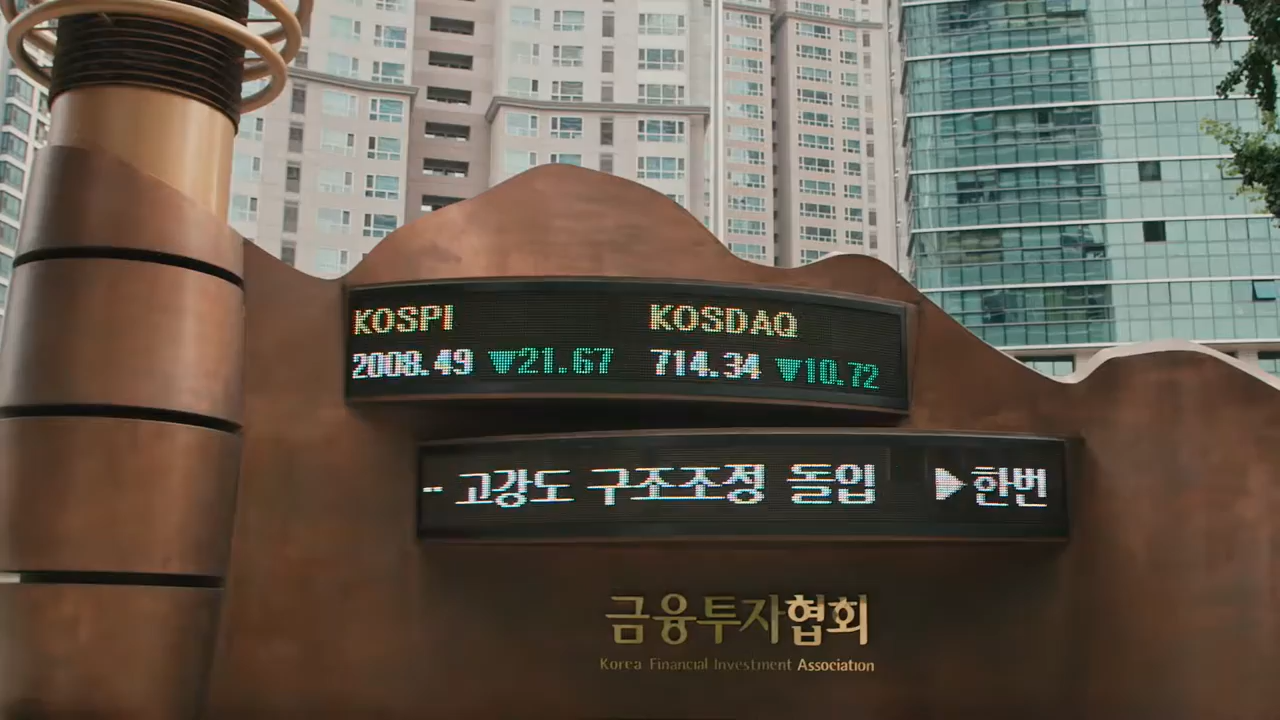 KOSPI KOSDAQ
2008.49 ▼21.67 714.34 ▼10.72
-- 고강도 구조조정 돌입 ▶한번
금융투자협회
Korea Financial Investment Association